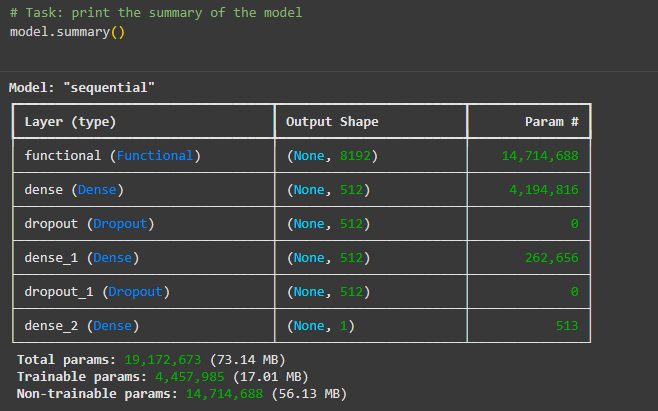 # Task: print the summary of the model
model.summary()
Model: "sequential"
Layer (type) Output Shape Param #
functional (Functional) (None, 8192) 14,714,688
dense (Dense) (None, 512) 4,194,816
dropout (Dropout) (None, 512) 0
dense_1 (Dense) (None, 512) 262,656
dropout_1 (Dropout) (None, 512) 0
dense_2 (Dense) (None, 1) 513
Total params: 19,172,673 (73.14 MB)
Trainable params: 4,457,985 (17.01 MB)
Non-trainable params: 14,714,688 (56.13 MB)